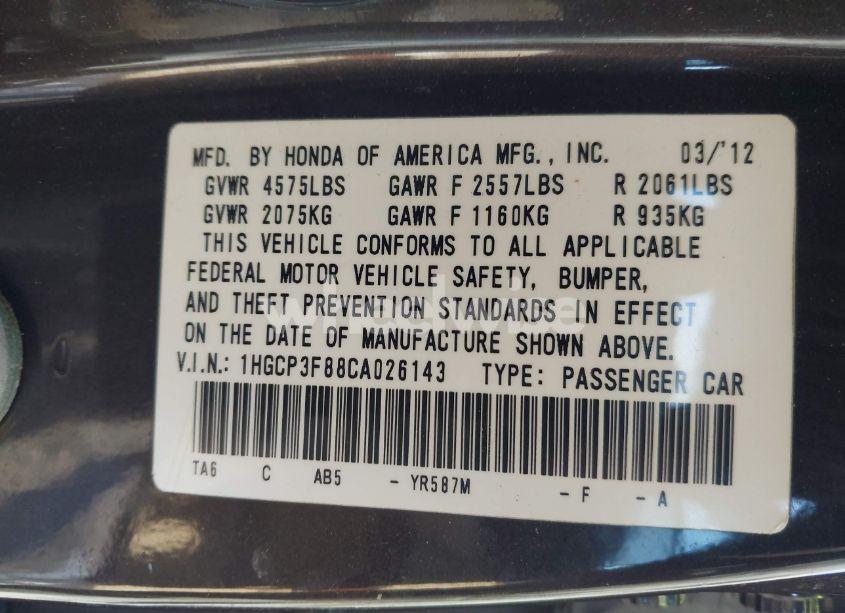 MFD. BY HONDA OF AMERICA MFG., INC. 03/'12
GVWR 4575LBS GAWR F 2557LBS R 2061LBS
GVWR 2075KG GAWR F 1160KG R 935KG
THIS VEHICLE CONFORMS TO ALL APPLICABLE
FEDERAL MOTOR VEHICLE SAFETY, BUMPER,
AND THEFT PREVENTION STANDARDS IN EFFECT
ON THE DATE OF MANUFACTURE SHOWN ABOVE.
V.I.N.: 1HGCP3F88CA026143 TYPE: PASSENGER CAR
TA6 C AB5 - YR587M - F - A